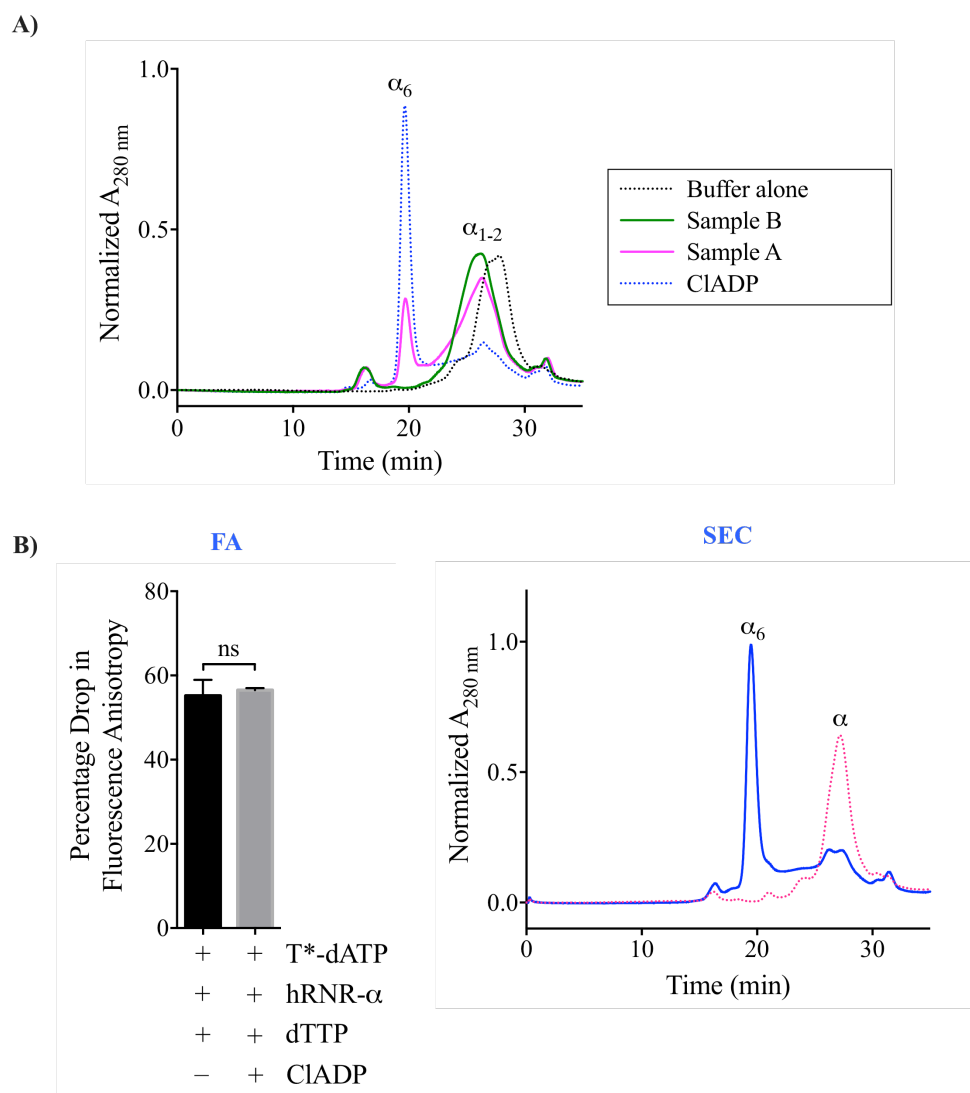 A)
1.0
0.5
0.0
Normalized A280 nm
α6
α1-2
0 10 20 30
Time (min)
Buffer alone
Sample B
Sample A
ClADP
B)
FA
80
60
40
20
0
Percentage Drop in
Fluorescence Anisotropy
ns
+ + T*-dATP
+ + hRNR-α
+ + dTTP
– + ClADP
SEC
1.0
0.5
0.0
Normalized A280 nm
α6
α
0 10 20 30
Time (min)